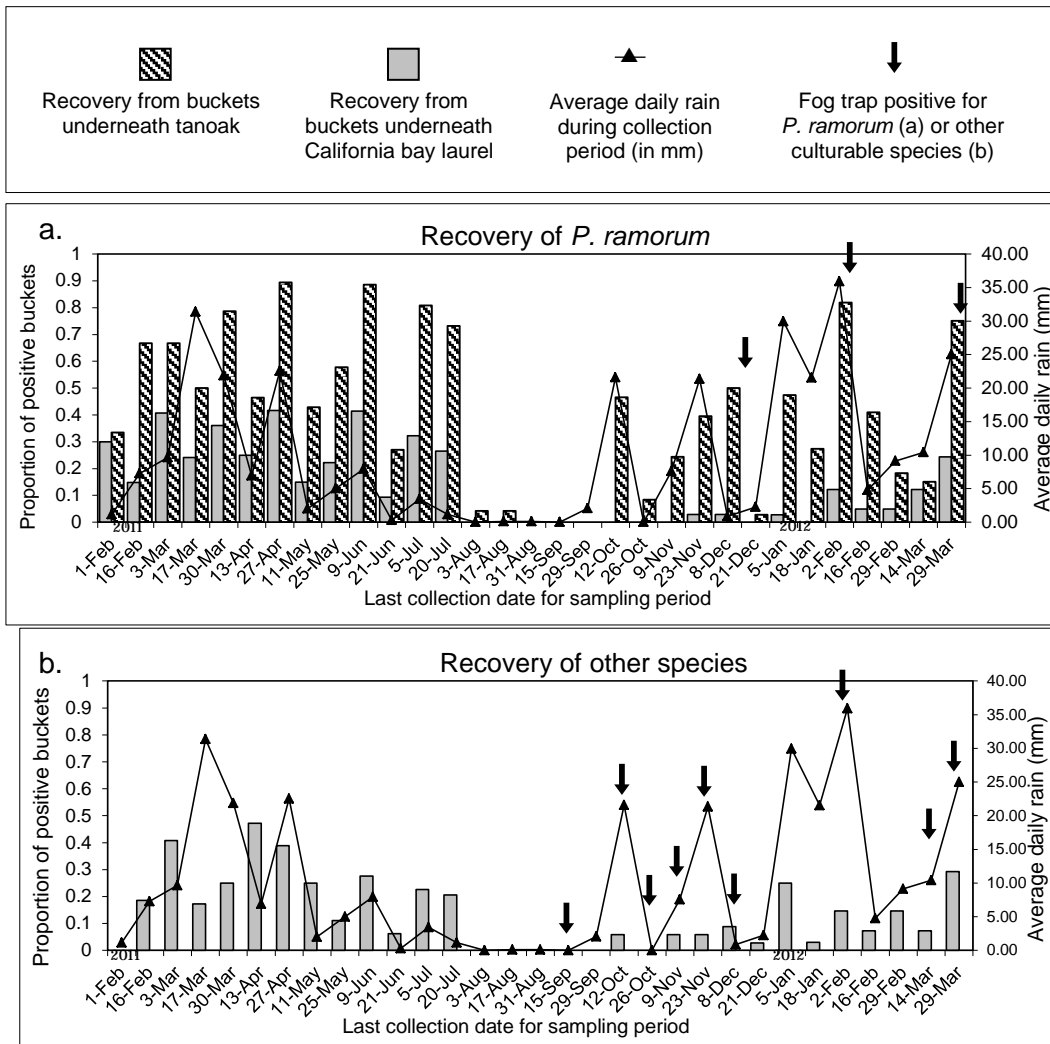 Recovery from buckets
underneath tanoak
Recovery from
buckets underneath
California bay laurel
Average daily rain
during collection
period (in mm)
Fog trap positive for
P. ramorum (a) or other
culturable species (b)
a.
Recovery of P. ramorum
Proportion of positive buckets
1
0.9
0.8
0.7
0.6
0.5
0.4
0.3
0.2
0.1
0
40.00
35.00
30.00
25.00
20.00
15.00
10.00
5.00
0.00
Average daily rain (mm)
2011
2012
1-Feb
16-Feb
3-Mar
17-Mar
30-Mar
13-Apr
27-Apr
11-May
25-May
9-Jun
21-Jun
5-Jul
20-Jul
3-Aug
17-Aug
31-Aug
15-Sep
29-Sep
12-Oct
26-Oct
9-Nov
23-Nov
8-Dec
21-Dec
5-Jan
18-Jan
2-Feb
16-Feb
29-Feb
14-Mar
29-Mar
Last collection date for sampling period
b.
Recovery of other species
Proportion of positive buckets
1
0.9
0.8
0.7
0.6
0.5
0.4
0.3
0.2
0.1
0
40.00
35.00
30.00
25.00
20.00
15.00
10.00
5.00
0.00
Average daily rain (mm)
2011
2012
1-Feb
16-Feb
3-Mar
17-Mar
30-Mar
13-Apr
27-Apr
11-May
25-May
9-Jun
21-Jun
5-Jul
20-Jul
3-Aug
17-Aug
31-Aug
15-Sep
29-Sep
12-Oct
26-Oct
9-Nov
23-Nov
8-Dec
21-Dec
5-Jan
18-Jan
2-Feb
16-Feb
29-Feb
14-Mar
29-Mar
Last collection date for sampling period